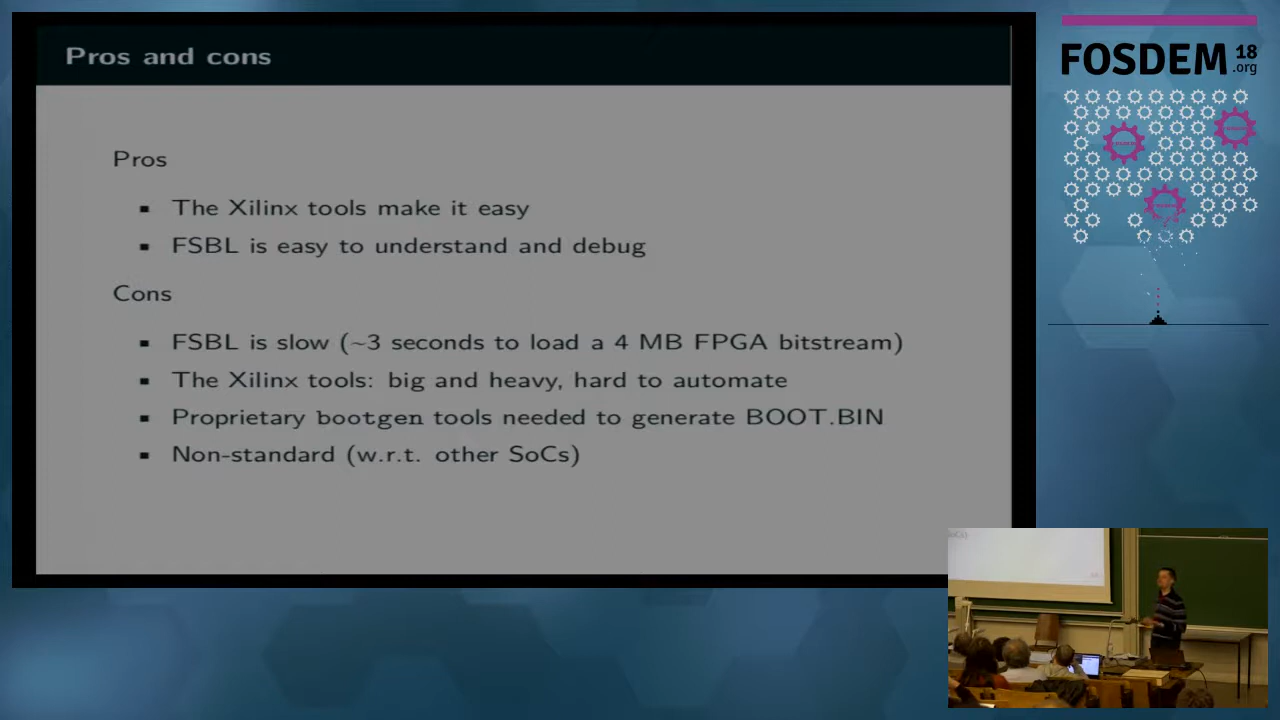 Pros and cons
Pros
▪ The Xilinx tools make it easy
▪ FSBL is easy to understand and debug
Cons
▪ FSBL is slow (~3 seconds to load a 4 MB FPGA bitstream)
▪ The Xilinx tools: big and heavy, hard to automate
▪ Proprietary bootgen tools needed to generate BOOT.BIN
▪ Non-standard (w.r.t. other SoCs)
FOSDEM 18
.org